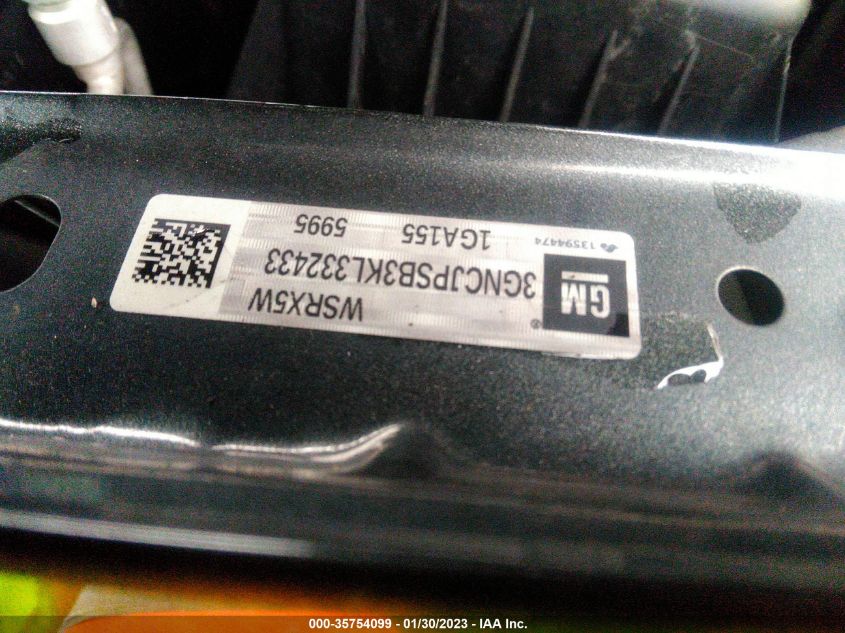 GM
®
WSRX5W
3GNCJPSB3KL332433
1GA155 5995
13594474
000-35754099 - 01/30/2023 - IAA Inc.